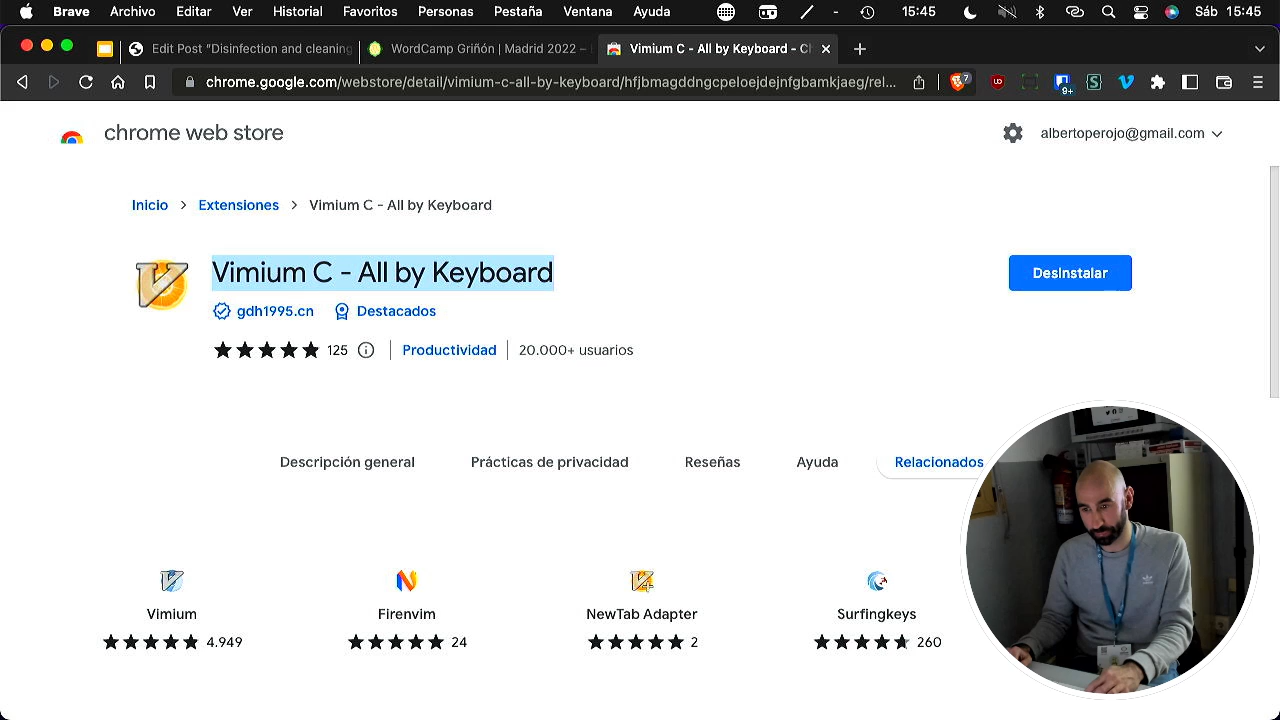 Brave Archivo Editar Ver Historial Favoritos Personas Pestaña Ventana Ayuda 15:45 Sáb 15:45
Edit Post "Disinfection and cleaning WordCamp Griñón | Madrid 2022 – Vimium C - All by Keyboard - Ch
chrome.google.com/webstore/detail/vimium-c-all-by-keyboard/hfjbmagddngcpeloejdejnfgbamkjaeg/rel... 7 9+
chrome web store albertoperojo@gmail.com
Inicio > Extensiones > Vimium C - All by Keyboard
Vimium C - All by Keyboard
Desinstalar
gdh1995.cn Destacados
125 Productividad 20.000+ usuarios
Descripción general Prácticas de privacidad Reseñas Ayuda Relacionados
Vimium Firenvim NewTab Adapter Surfingkeys
4.949 24 2 260